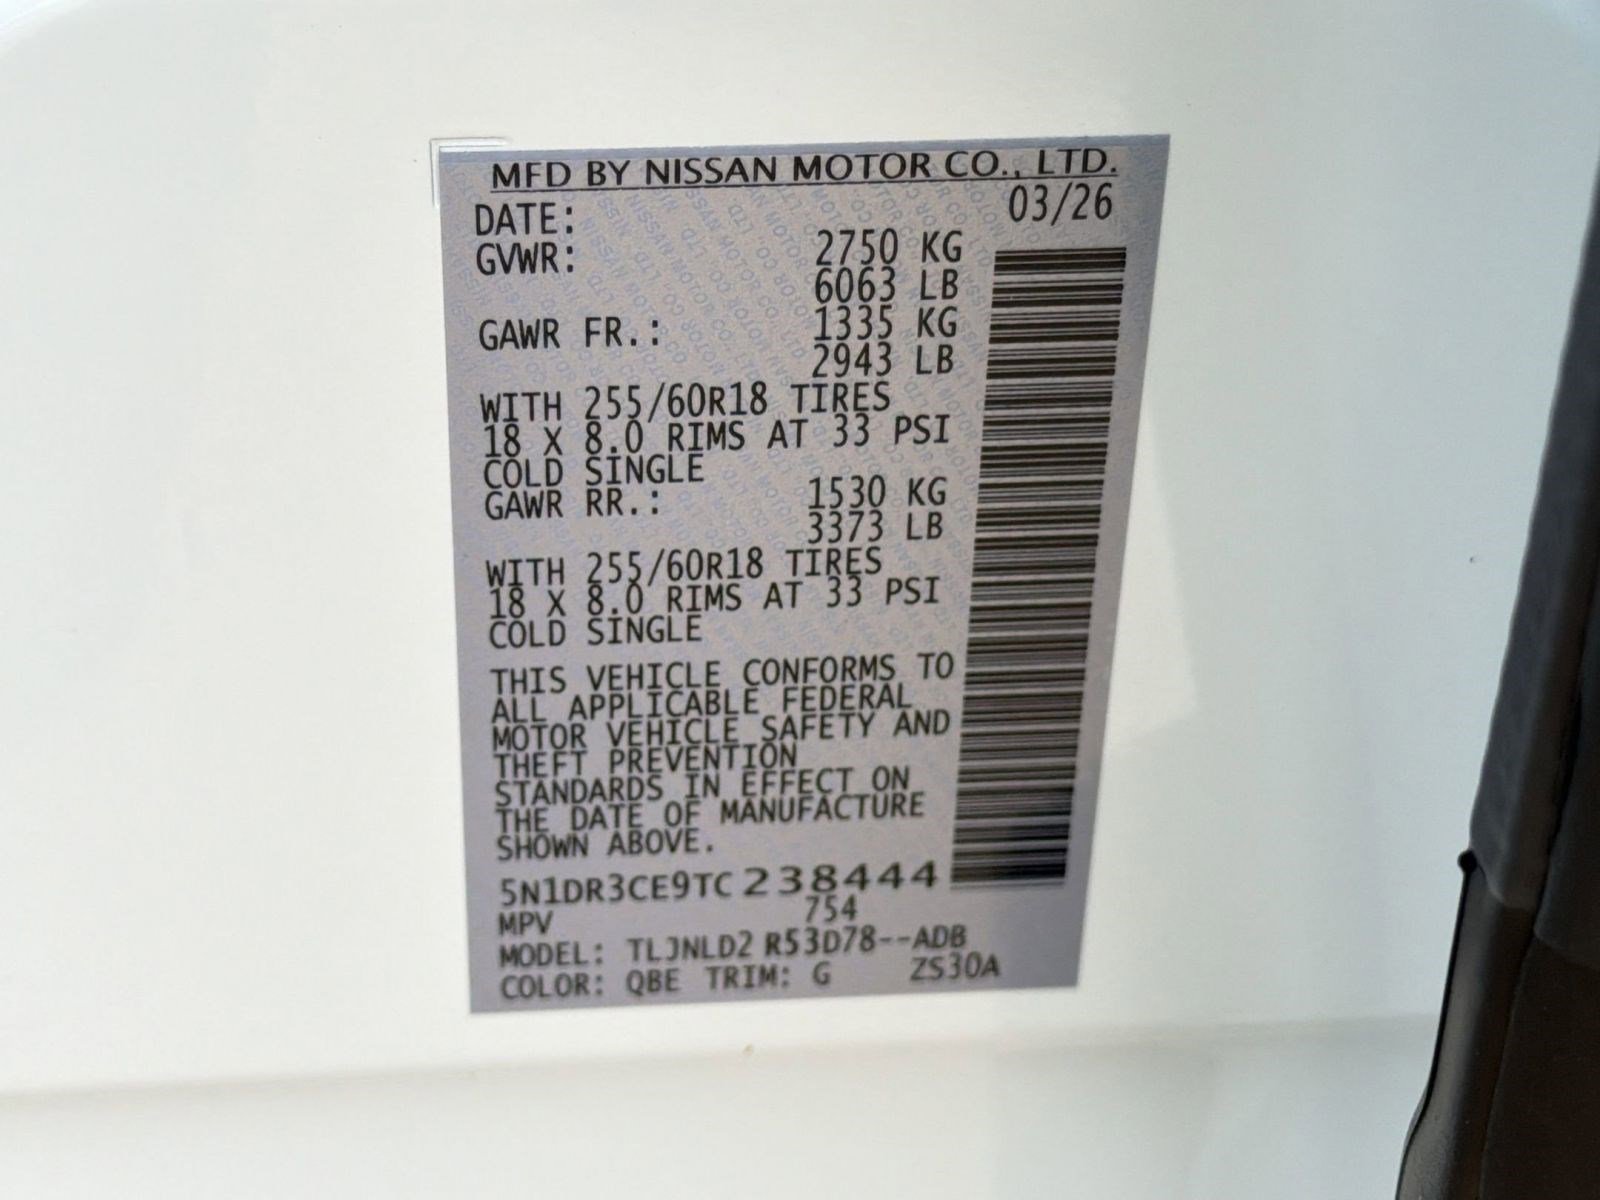 MFD BY NISSAN MOTOR CO., LTD.
DATE: 03/26
GVWR: 2750 KG
6063 LB
GAWR FR.: 1335 KG
2943 LB
WITH 255/60R18 TIRES
18 X 8.0 RIMS AT 33 PSI
COLD SINGLE
GAWR RR.: 1530 KG
3373 LB
WITH 255/60R18 TIRES
18 X 8.0 RIMS AT 33 PSI
COLD SINGLE
THIS VEHICLE CONFORMS TO
ALL APPLICABLE FEDERAL
MOTOR VEHICLE SAFETY AND
THEFT PREVENTION
STANDARDS IN EFFECT ON
THE DATE OF MANUFACTURE
SHOWN ABOVE.
5N1DR3CE9TC238444
MPV 754
MODEL: TLJNLD2 R53D78--ADB
COLOR: QBE TRIM: G ZS30A